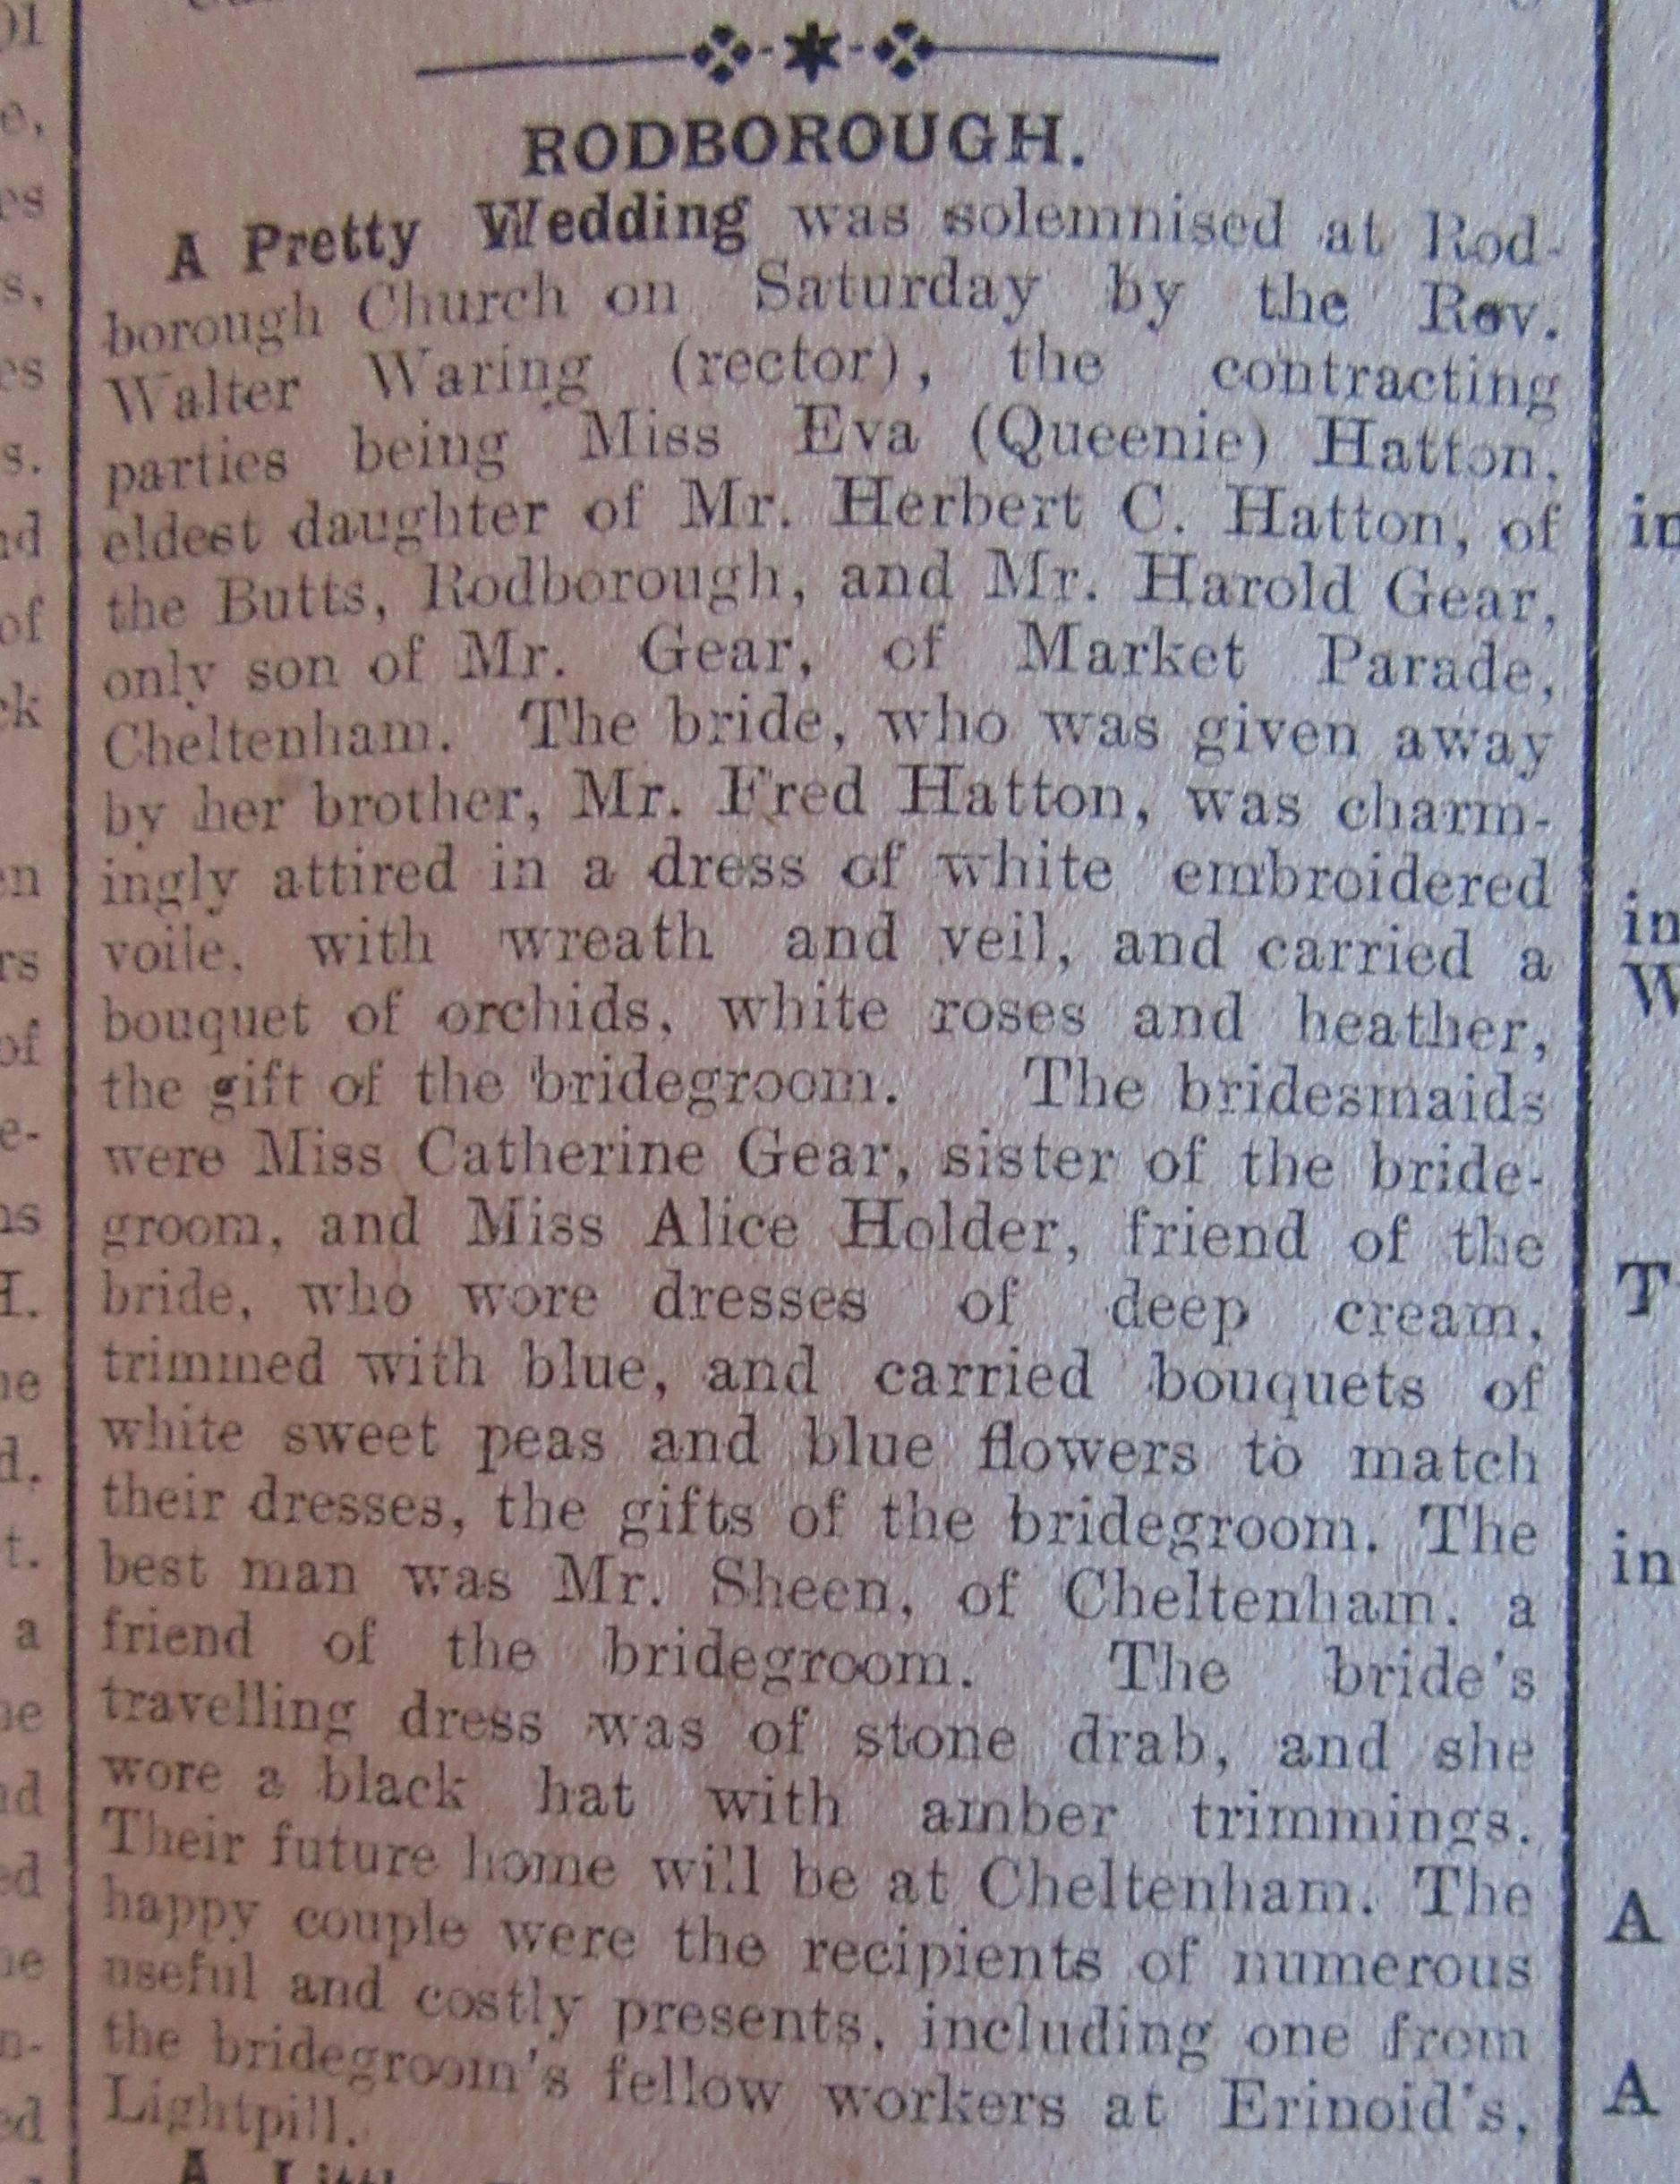 RODBOROUGH.
A Pretty Wedding was solemnised at Rod-
borough Church on Saturday by the Rev.
Walter Waring (rector), the contracting
parties being Miss Eva (Queenie) Hatton,
eldest daughter of Mr. Herbert C. Hatton, of
the Butts, Rodborough, and Mr. Harold Gear,
only son of Mr. Gear, of Market Parade,
Cheltenham. The bride, who was given away
by her brother, Mr. Fred Hatton, was charm-
ingly attired in a dress of white embroidered
voile, with wreath and veil, and carried a
bouquet of orchids, white roses and heather,
the gift of the bridegroom. The bridesmaids
were Miss Catherine Gear, sister of the bride-
groom, and Miss Alice Holder, friend of the
bride, who wore dresses of deep cream,
trimmed with blue, and carried bouquets of
white sweet peas and blue flowers to match
their dresses, the gifts of the bridegroom. The
best man was Mr. Sheen, of Cheltenham, a
friend of the bridegroom. The bride's
travelling dress was of stone drab, and she
wore a black hat with amber trimmings.
Their future home will be at Cheltenham. The
happy couple were the recipients of numerous
useful and costly presents, including one from
the bridegroom's fellow workers at Erinoid's,
Lightpill.